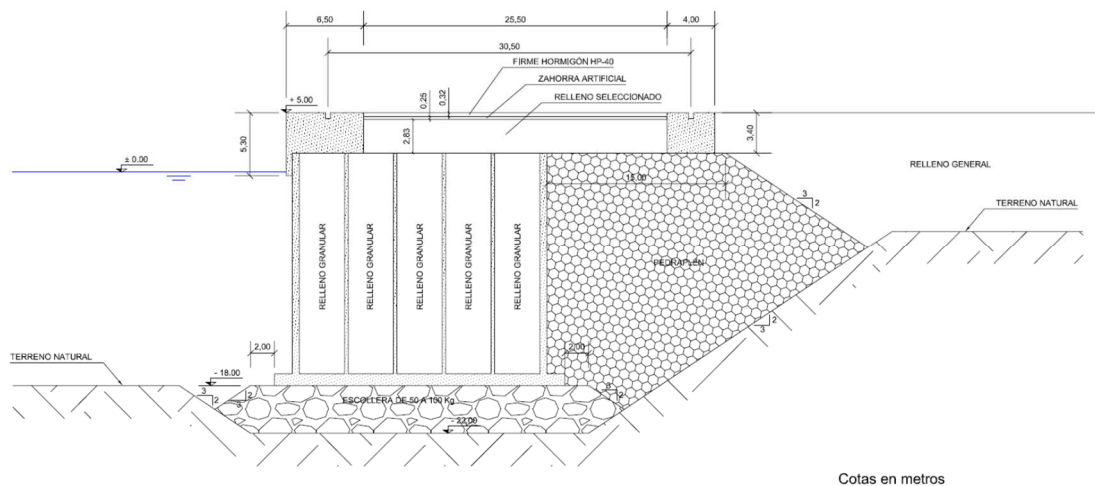 6,50
25,50
4,00
30,50
FIRME HORMIGÓN HP-40
ZAHORRA ARTIFICIAL
RELLENO SELECCIONADO
+ 5.00
0,25
0,32
5,30
2,83
3,40
± 0.00
RELLENO GENERAL
15,00
3
2
TERRENO NATURAL
RELLENO GRANULAR
RELLENO GRANULAR
RELLENO GRANULAR
RELLENO GRANULAR
RELLENO GRANULAR
PEDRAPLÉN
2
3
2,00
2,00
TERRENO NATURAL
- 18.00
3
2
2
3
3
2
ESCOLLERA DE 50 A 100 Kg
- 22,00
Cotas en metros